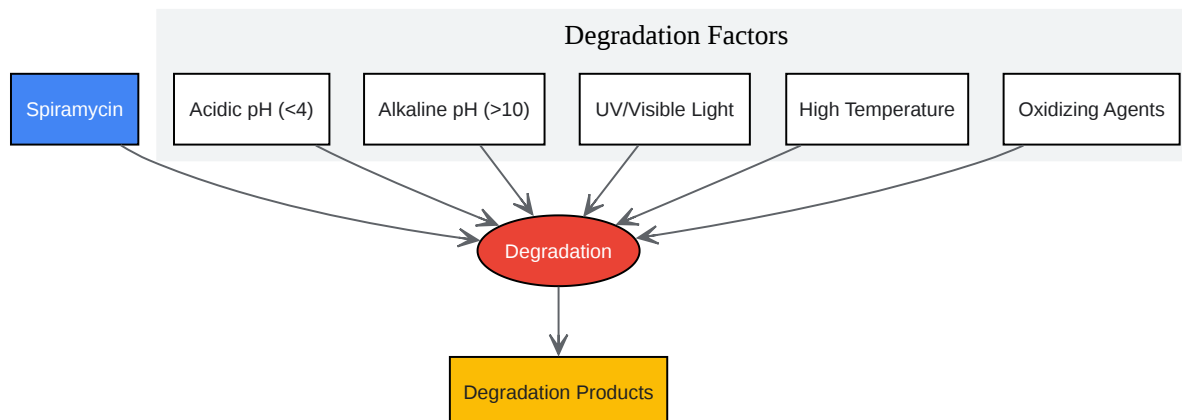 Degradation Factors
Spiramycin
Acidic pH (<4)
Alkaline pH (>10)
UV/Visible Light
High Temperature
Oxidizing Agents
Degradation
Degradation Products